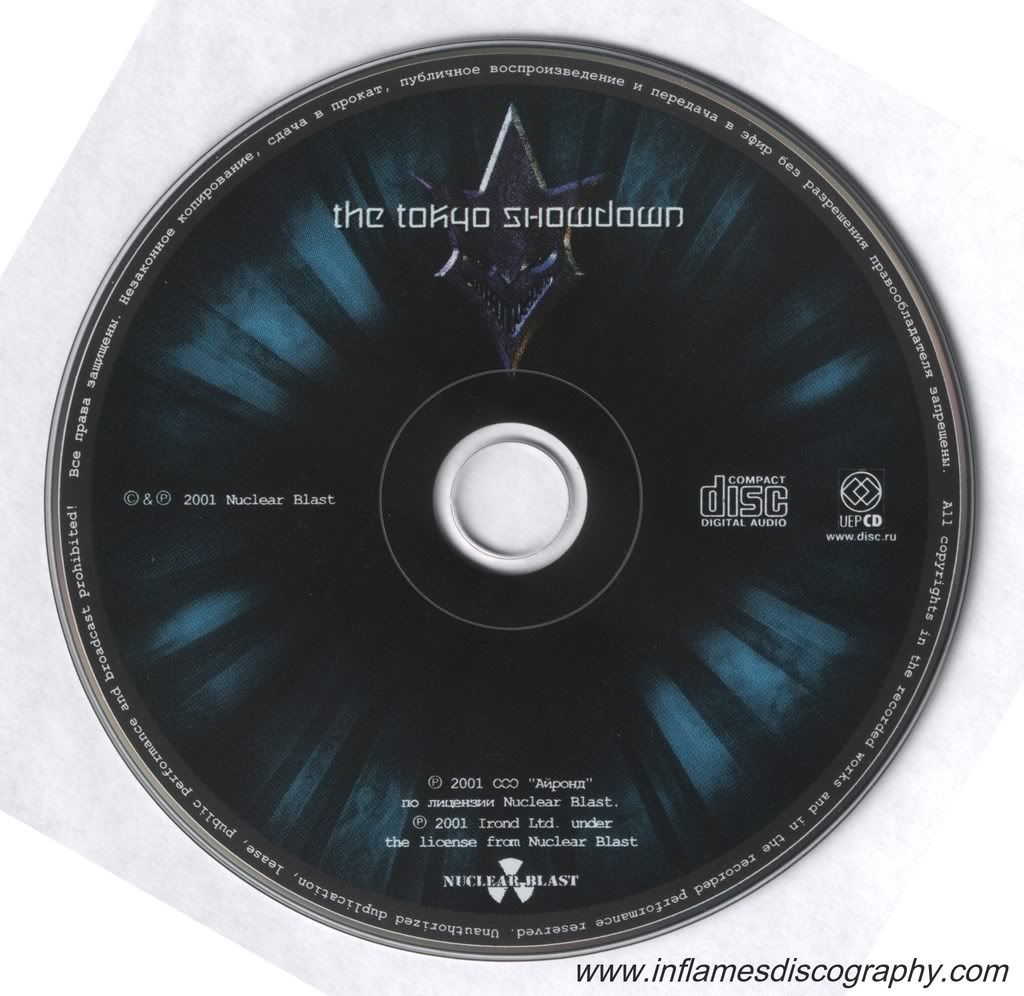 Все права защищены. Незаконное копирование, сдача в прокат, публичное воспроизведение и передача в эфир без разрешения правообладателя запрещены.
the tokyo showdown
©&℗ 2001 Nuclear Blast
COMPACT
disc
DIGITAL AUDIO
UEPCD
www.disc.ru
All copyrights in the recorded works and in the recorded performance reserved. Unauthorized duplication, lease, public performance and broadcast prohibited!
℗ 2001 ООО "Айронд"
по лицензии Nuclear Blast.
℗ 2001 Irond Ltd. under
the license from Nuclear Blast
NUCLEAR BLAST
www.inflamesdiscography.com